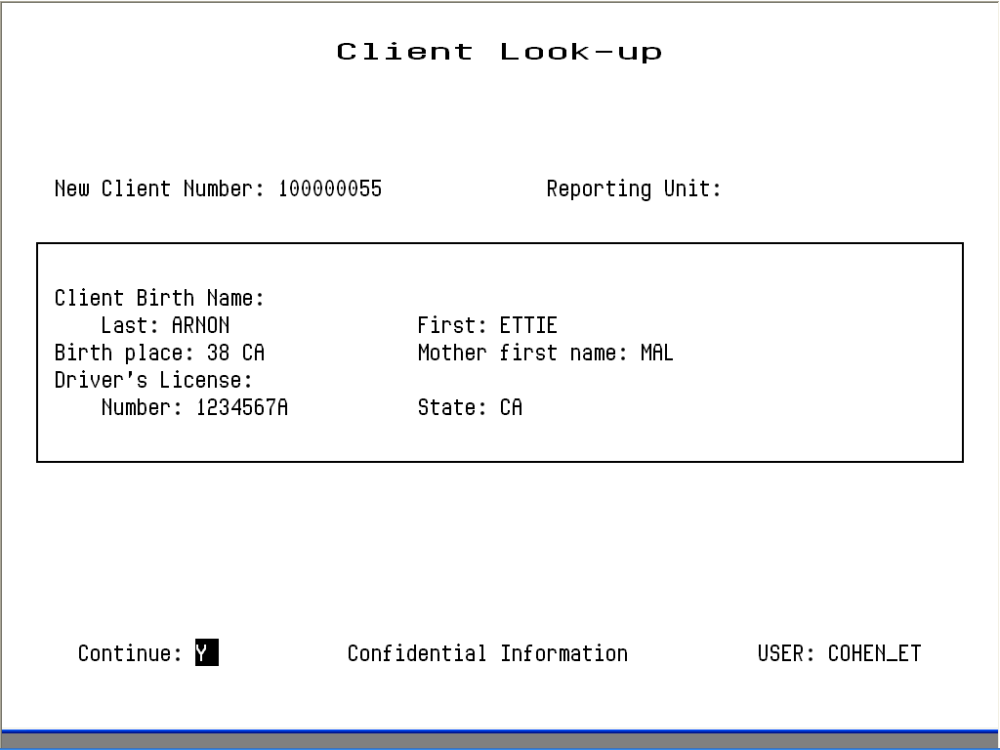 Client Look-up
New Client Number: 100000055 Reporting Unit:
Client Birth Name:
Last: ARNON First: ETTIE
Birth place: 38 CA Mother first name: MAL
Driver's License:
Number: 1234567A State: CA
Continue: Y Confidential Information USER: COHEN_ET